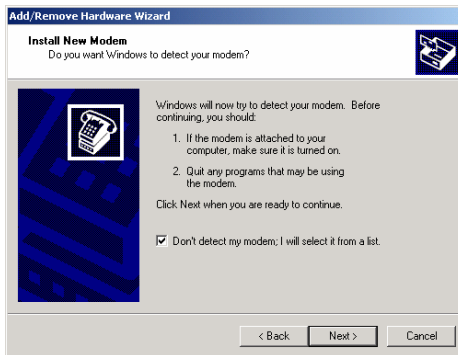 Add/Remove Hardware Wizard
Install New Modem
Do you want Windows to detect your modem?
Windows will now try to detect your modem. Before
continuing, you should:
1. If the modem is attached to your
computer, make sure it is turned on.
2. Quit any programs that may be using
the modem.
Click Next when you are ready to continue.
Don't detect my modem; I will select it from a list.
< Back Next > Cancel